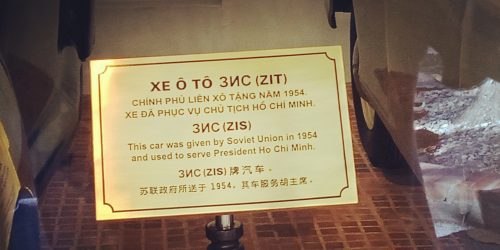 XE Ô TÔ ЗИС (ZIT)
CHÍNH PHỦ LIÊN XÔ TẶNG NĂM 1954.
XE ĐÃ PHỤC VỤ CHỦ TỊCH HỒ CHÍ MINH.
ЗИС (ZIS)
This car was given by Soviet Union in 1954
and used to serve President Ho Chi Minh.
ЗИС (ZIS) 牌汽车。
苏联政府所送于 1954。其车服务胡主席。